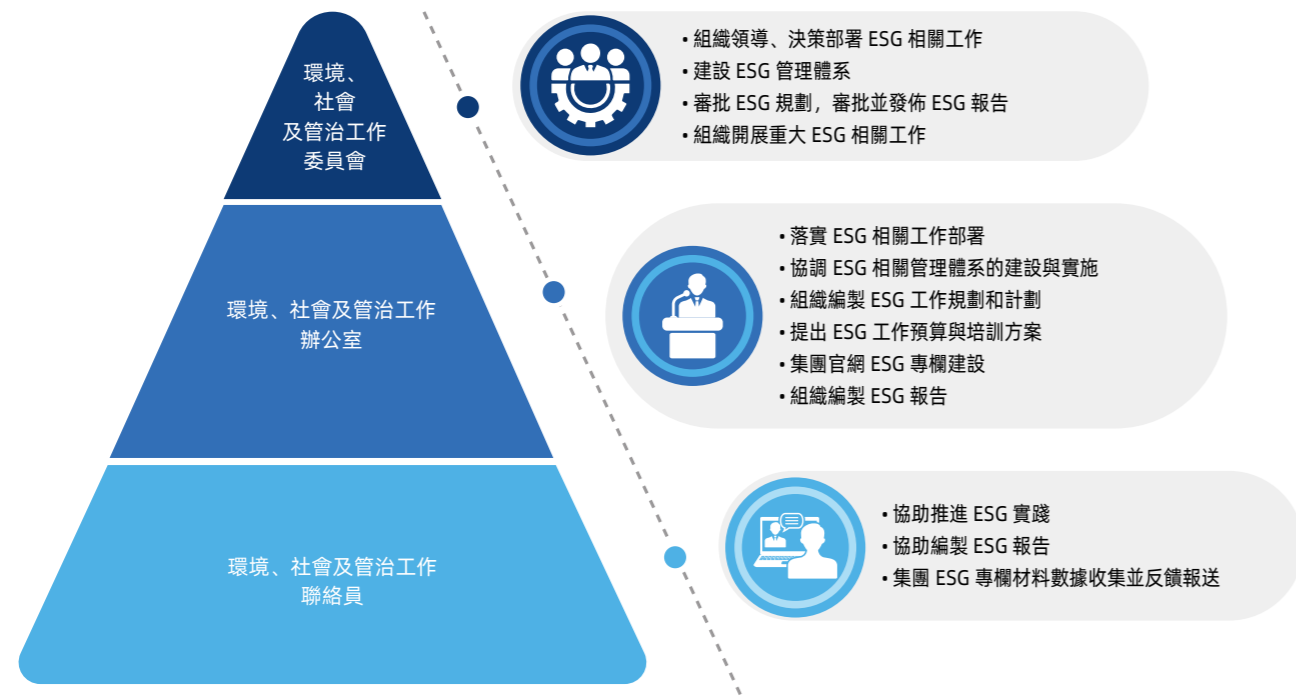 環境、
社會
及管治工作
委員會
• 組織領導、決策部署 ESG 相關工作
• 建設 ESG 管理體系
• 審批 ESG 規劃，審批並發佈 ESG 報告
• 組織開展重大 ESG 相關工作
環境、社會及管治工作
辦公室
• 落實 ESG 相關工作部署
• 協調 ESG 相關管理體系的建設與實施
• 組織編製 ESG 工作規劃和計劃
• 提出 ESG 工作預算與培訓方案
• 集團官網 ESG 專欄建設
• 組織編製 ESG 報告
環境、社會及管治工作
聯絡員
• 協助推進 ESG 實踐
• 協助編製 ESG 報告
• 集團 ESG 專欄材料數據收集並反饋報送